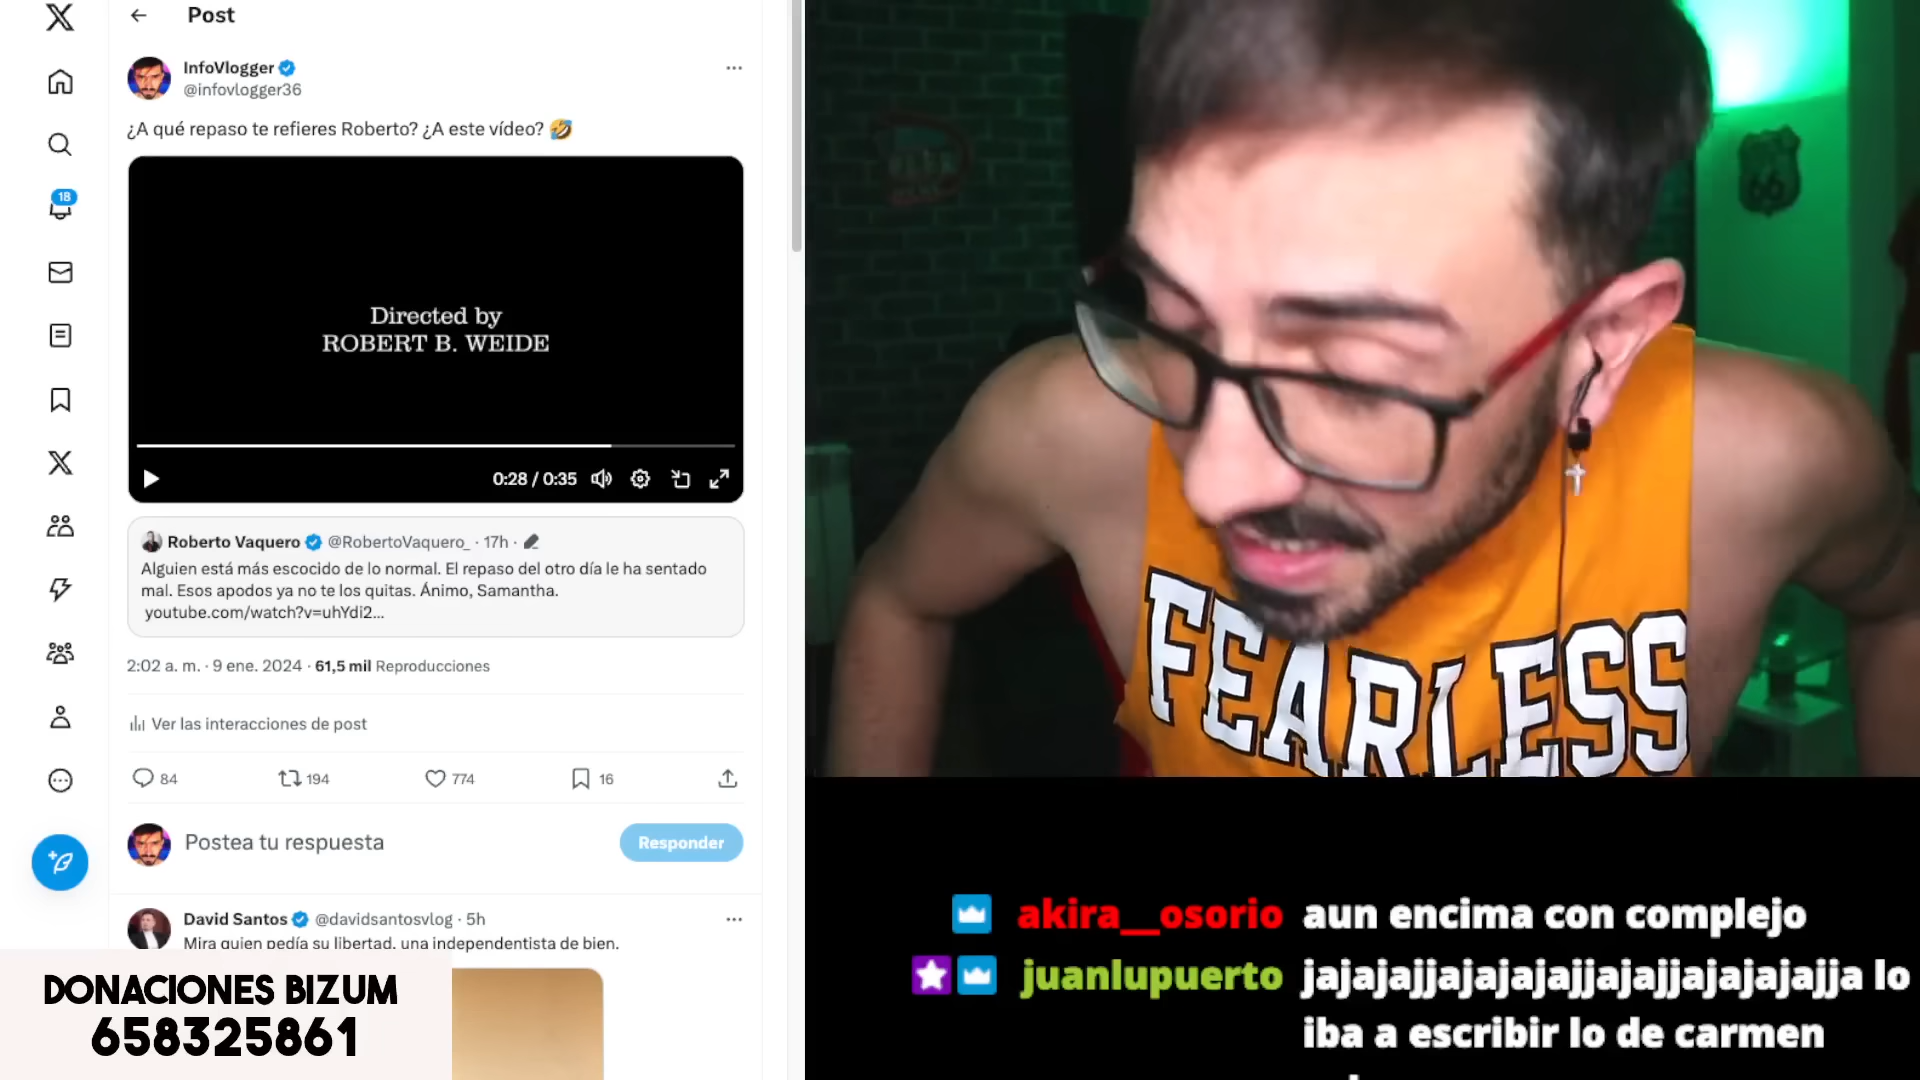 Post
InfoVlogger
@infovlogger36
¿A qué repaso te refieres Roberto? ¿A este vídeo? 🤣
18
Directed by
ROBERT B. WEIDE
0:28 / 0:35
Roberto Vaquero @RobertoVaquero_ · 17h ·
Alguien está más escocido de lo normal. El repaso del otro día le ha sentado
mal. Esos apodos ya no te los quitas. Ánimo, Samantha.
youtube.com/watch?v=uhYdi2...
2:02 a. m. · 9 ene. 2024 · 61,5 mil Reproducciones
Ver las interacciones de post
84 194 774 16
Postea tu respuesta
Responder
David Santos @davidsantosvlog · 5h
Mira quien pedía su libertad, una independentista de bien.
DONACIONES BIZUM
658325861
66
FEARLESS
akira__osorio aun encima con complejo
juanlupuerto jajajajjajajajajjajajjajajajajja lo
iba a escribir lo de carmen